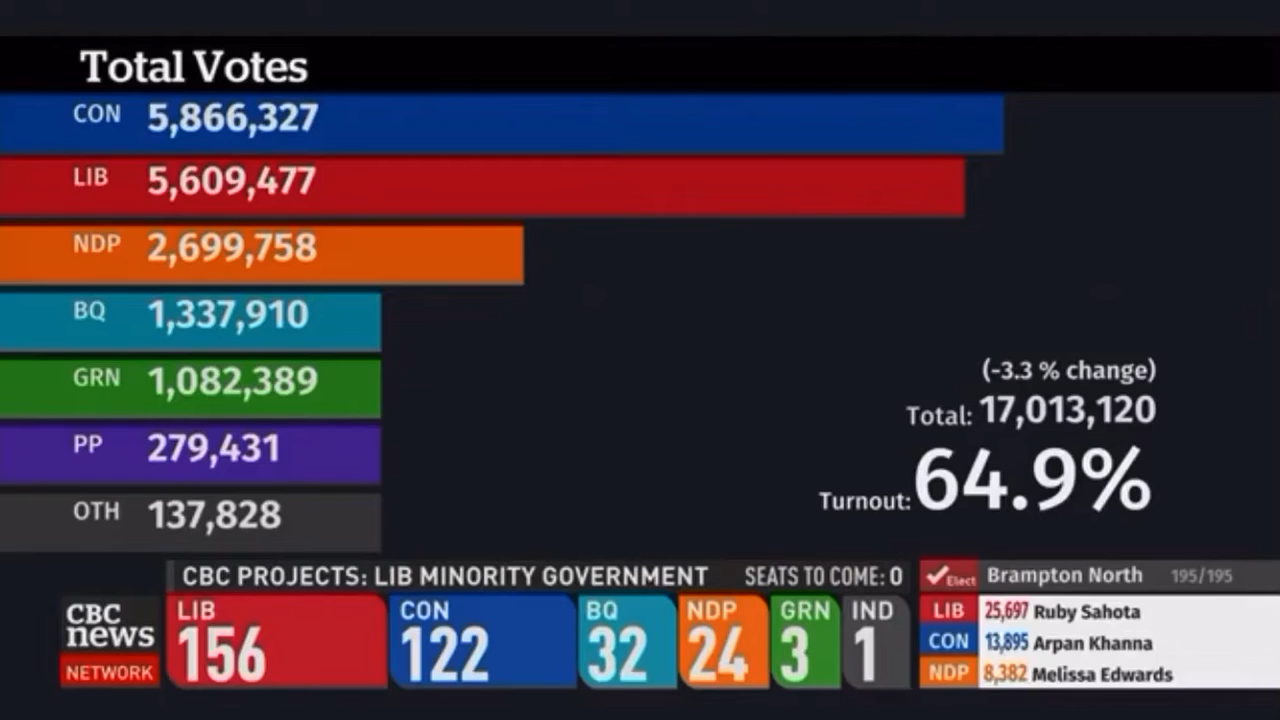 Total Votes
CON 5,866,327
LIB 5,609,477
NDP 2,699,758
BQ 1,337,910
GRN 1,082,389
PP 279,431
OTH 137,828
(-3.3 % change)
Total: 17,013,120
Turnout: 64.9%
CBC PROJECTS: LIB MINORITY GOVERNMENT SEATS TO COME: 0
CBC
news
NETWORK
LIB
156
CON
122
BQ
32
NDP
24
GRN
3
IND
1
Elect Brampton North 195/195
LIB 25,697 Ruby Sahota
CON 13,895 Arpan Khanna
NDP 8,382 Melissa Edwards